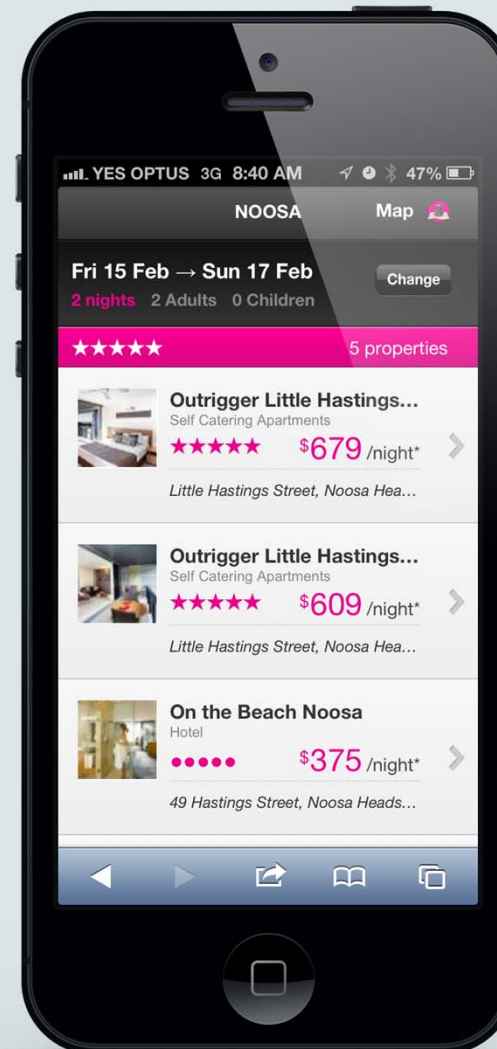 YES OPTUS 3G 8:40 AM 47%
NOOSA Map
Fri 15 Feb → Sun 17 Feb Change
2 nights 2 Adults 0 Children
★★★★★ 5 properties
Outrigger Little Hastings...
Self Catering Apartments
★★★★★ $679 /night*
Little Hastings Street, Noosa Hea...
Outrigger Little Hastings...
Self Catering Apartments
★★★★★ $609 /night*
Little Hastings Street, Noosa Hea...
On the Beach Noosa
Hotel
●●●●● $375 /night*
49 Hastings Street, Noosa Heads...